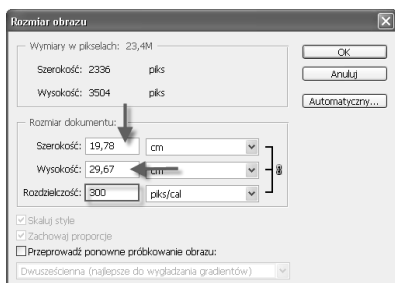 Rozmiar obrazu
Wymiary w pikselach: 23,4M
OK
Szerokość: 2336 piks
Anuluj
Wysokość: 3504 piks
Automatyczny...
Rozmiar dokumentu:
Szerokość: 19,78 cm
Wysokość: 29,67 cm
Rozdzielczość: 300 piks/cal
Skaluj style
Zachowaj proporcje
Przeprowadź ponowne próbkowanie obrazu:
Dwusześcienna (najlepsze do wygładzania gradientów)